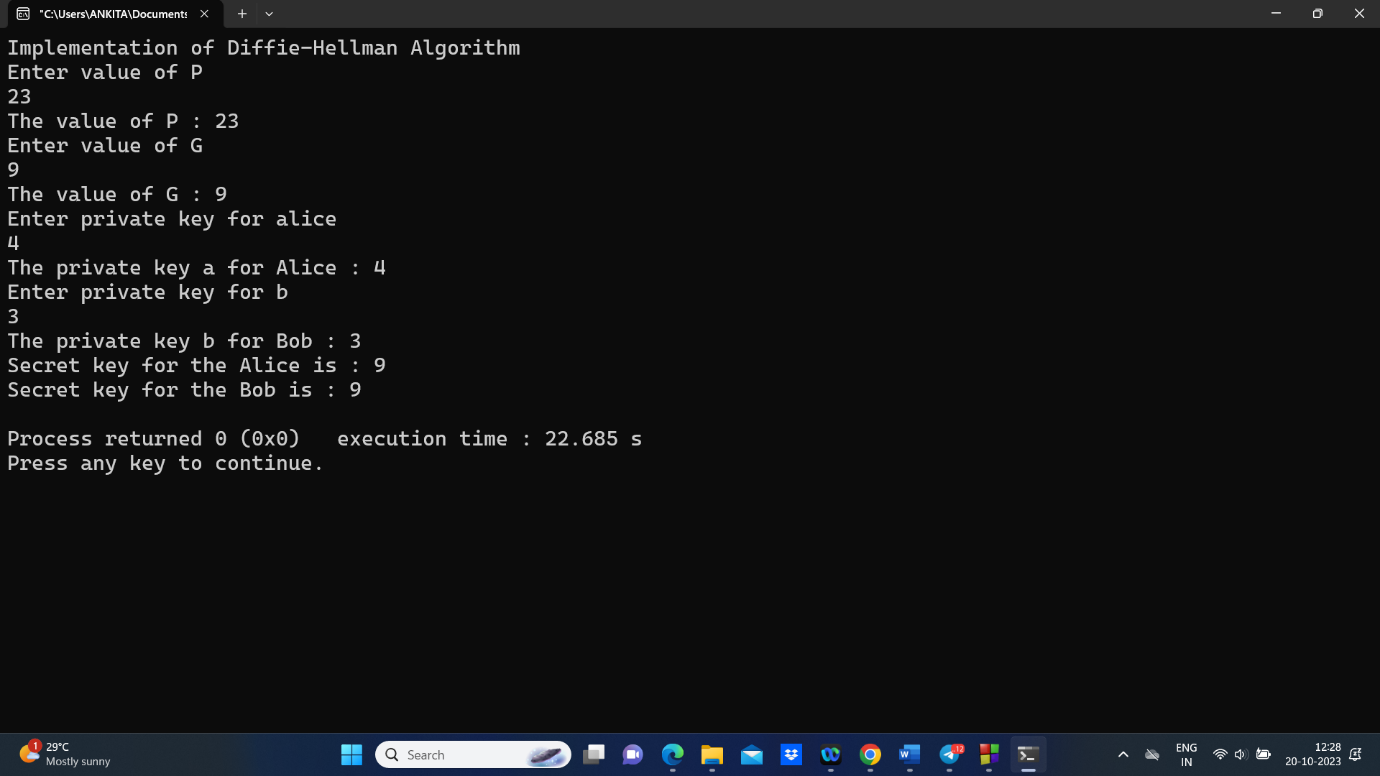 "C:\Users\ANKITA\Documents
Implementation of Diffie-Hellman Algorithm
Enter value of P
23
The value of P : 23
Enter value of G
9
The value of G : 9
Enter private key for alice
4
The private key a for Alice : 4
Enter private key for b
3
The private key b for Bob : 3
Secret key for the Alice is : 9
Secret key for the Bob is : 9
Process returned 0 (0x0)   execution time : 22.685 s
Press any key to continue.
1
29°C
Mostly sunny
Search
W
12
ENG
IN
12:28
20-10-2023